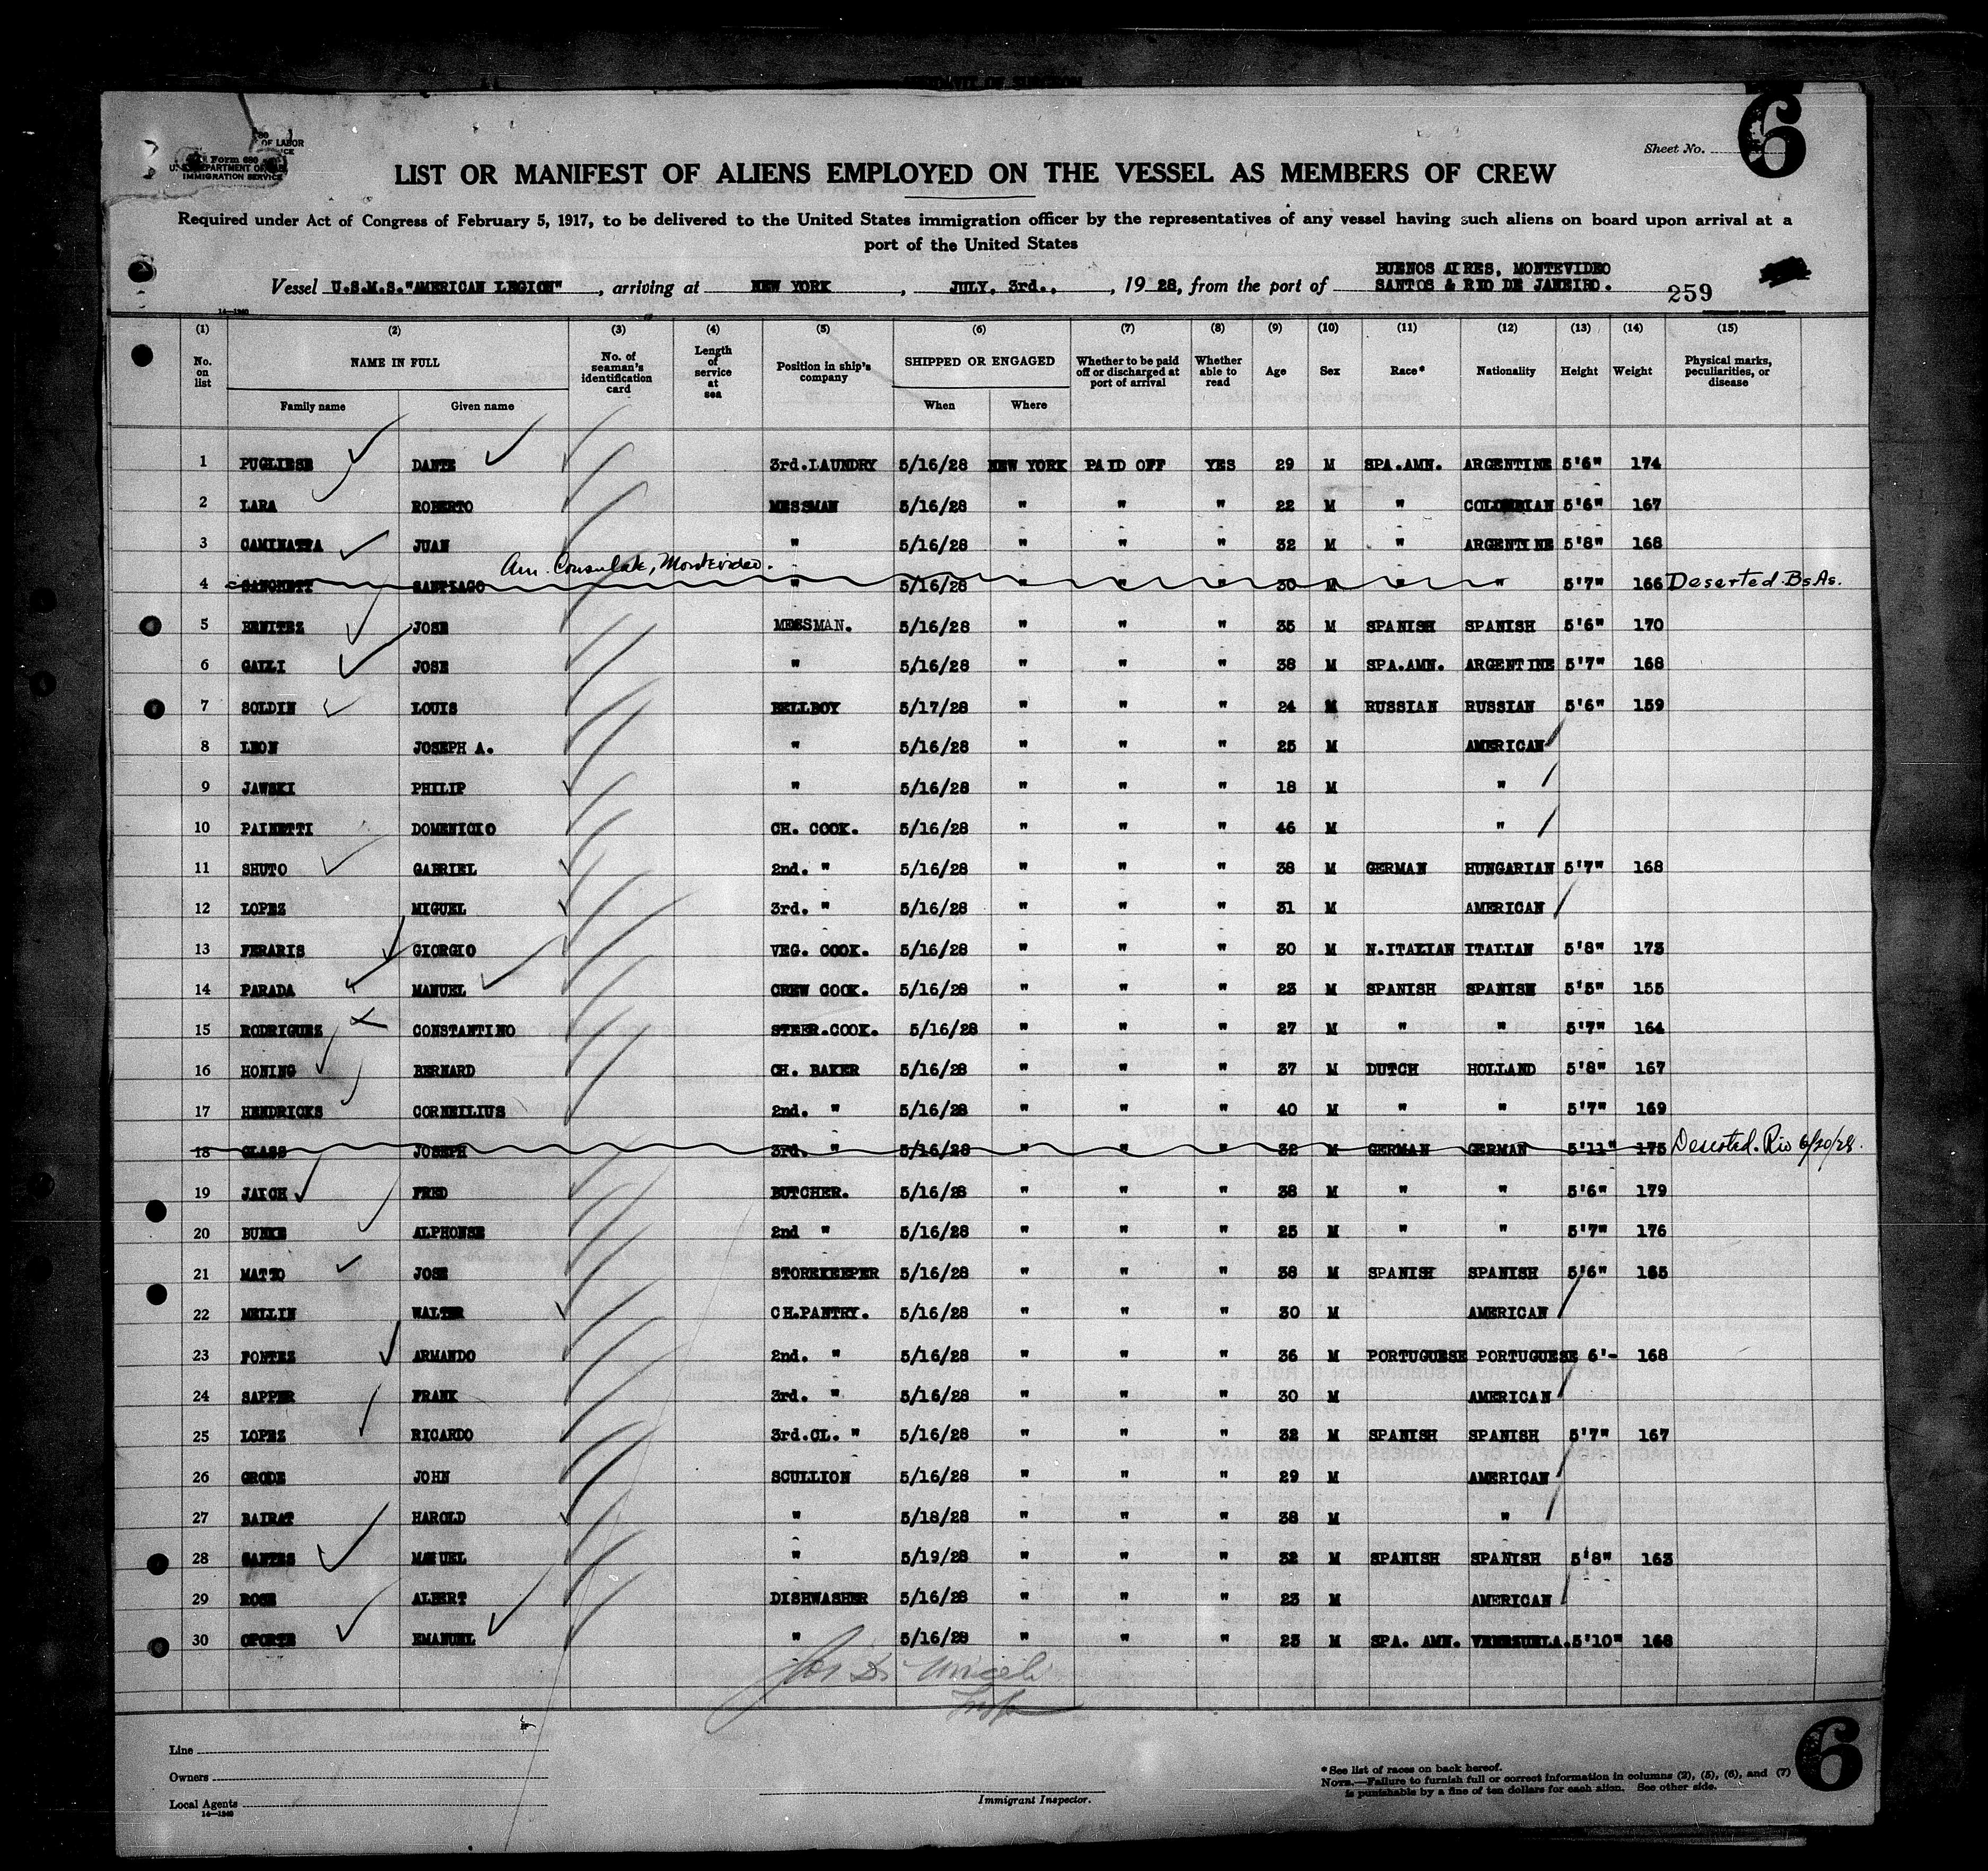 AFFIDAVIT OF SURGEON
6
Sheet No.
Form 680
U. S. DEPARTMENT OF LABOR
IMMIGRATION SERVICE
LIST OR MANIFEST OF ALIENS EMPLOYED ON THE VESSEL AS MEMBERS OF CREW
Required under Act of Congress of February 5, 1917, to be delivered to the United States immigration officer by the representatives of any vessel having such aliens on board upon arrival at a
port of the United States
Vessel U.S.M.S."AMERICAN LEGION", arriving at NEW YORK, JULY, 3rd., 1928, from the port of BUENOS AIRES, MONTEVIDEO
SANTOS & RIO DE JANEIRO. 259
14—1240
(1) (2) (3) (4) (5) (6) (7) (8) (9) (10) (11) (12) (13) (14) (15)
No. on list NAME IN FULL No. of seaman's identification card Length of service at sea Position in ship's company SHIPPED OR ENGAGED Whether to be paid off or discharged at port of arrival Whether able to read Age Sex Race* Nationality Height Weight Physical marks, peculiarities, or disease
Family name Given name When Where
1 PUGLIESE DANTE 3rd.LAUNDRY 5/16/28 NEW YORK PAID OFF YES 29 M SPA.AMN. ARGENTINE 5'6" 174
2 LARA ROBERTO MESSMAN 5/16/28 " " " 22 M " COLOMBIAN 5'6" 167
3 CAMINATTA JUAN " 5/16/28 " " " 32 M " ARGENTINE 5'8" 168
Am. Consulate, Montevideo.
4 SANTIAGO " 5/16/28 " " " 30 M " " 5'7" 166 Deserted. Bs.As.
5 BENITEZ JOSE MESSMAN. 5/16/28 " " " 35 M SPANISH SPANISH 5'6" 170
6 GALLI JOSE " 5/16/28 " " " 38 M SPA.AMN. ARGENTINE 5'7" 168
7 SOLDIN LOUIS BELLBOY 5/17/28 " " " 24 M RUSSIAN RUSSIAN 5'6" 159
8 LEON JOSEPH A. " 5/16/28 " " " 25 M AMERICAN
9 JAWSKI PHILIP " 5/16/28 " " " 18 M "
10 PAINETTI DOMENICIO CH. COOK. 5/16/28 " " " 46 M "
11 SHUTO GABRIEL 2nd. " 5/16/28 " " " 38 M GERMAN HUNGARIAN 5'7" 168
12 LOPEZ MIGUEL 3rd. " 5/16/28 " " " 31 M AMERICAN
13 FERARIS GIORGIO VEG. COOK. 5/16/28 " " " 30 M N.ITALIAN ITALIAN 5'8" 173
14 PARADA MANUEL CREW COOK. 5/16/28 " " " 23 M SPANISH SPANISH 5'5" 155
15 RODRIGUEZ CONSTANTINO STEER.COOK. 5/16/28 " " " 27 M " " 5'7" 164
16 HONING BERNARD CH. BAKER 5/16/28 " " " 37 M DUTCH HOLLAND 5'8" 167
17 HENDRICKS CORNEILIUS 2nd. " 5/16/28 " " " 40 M " " 5'7" 169
18 GLASS JOSEPH 3rd. " 5/16/28 " " " 32 M GERMAN GERMAN 5'11" 175 Deserted. Rio 6/20/28.
19 JAICH FRED BUTCHER. 5/16/28 " " " 38 M " " 5'6" 179
20 BUNKE ALPHONSE 2nd " 5/16/28 " " " 25 M " " 5'7" 176
21 MATTO JOSE STOREKEEPER 5/16/28 " " " 38 M SPANISH SPANISH 5'6" 165
22 MELLIN WALTER CH.PANTRY. 5/16/28 " " " 30 M AMERICAN
23 FONTEZ ARMANDO 2nd. " 5/16/28 " " " 36 M PORTUGUESE PORTUGUESE 6'- 168
24 SAPPER FRANK 3rd. " 5/16/28 " " " 30 M AMERICAN
25 LOPEZ RICARDO 3rd.CL. " 5/16/28 " " " 32 M SPANISH SPANISH 5'7" 167
26 GRODE JOHN SCULLION 5/16/28 " " " 29 M AMERICAN
27 BAIRAT HAROLD " 5/18/28 " " " 38 M "
28 MANUEL " 5/19/28 " " " 32 M SPANISH SPANISH 5'8" 163
29 ROSE ALBERT DISHWASHER 5/16/28 " " " 23 M AMERICAN
30 OPORTE EMANUEL " 5/16/28 " " " 23 M SPA. AMN. VENEZUELA. 5'10" 168
Insp
Line
Owners
Local Agents
14—1240
Immigrant Inspector.
* See list of races on back hereof.
NOTE.—Failure to furnish full or correct information in columns (2), (5), (6), and (7)
is punishable by a fine of ten dollars for each alien. See other side.
6